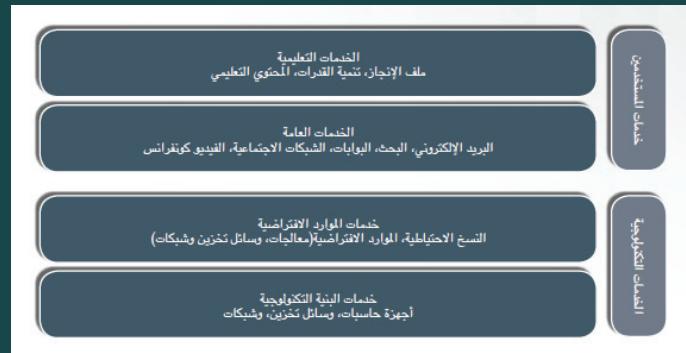 خدمات المستخدمين
الخدمات التعليمية
ملف الإنجاز، تنمية القدرات، المحتوي التعليمي
الخدمات العامة
البريد الإلكتروني، البحث، البوابات، الشبكات الاجتماعية، الفيديو كونفرانس
الخدمات التكنولوجية
خدمات الموارد الافتراضية
النسخ الاحتياطية، الموارد الافتراضية(معالجات، وسائل تخزين وشبكات)
خدمات البنية التكنولوجية
أجهزة حاسبات، وسائل تخزين، وشبكات